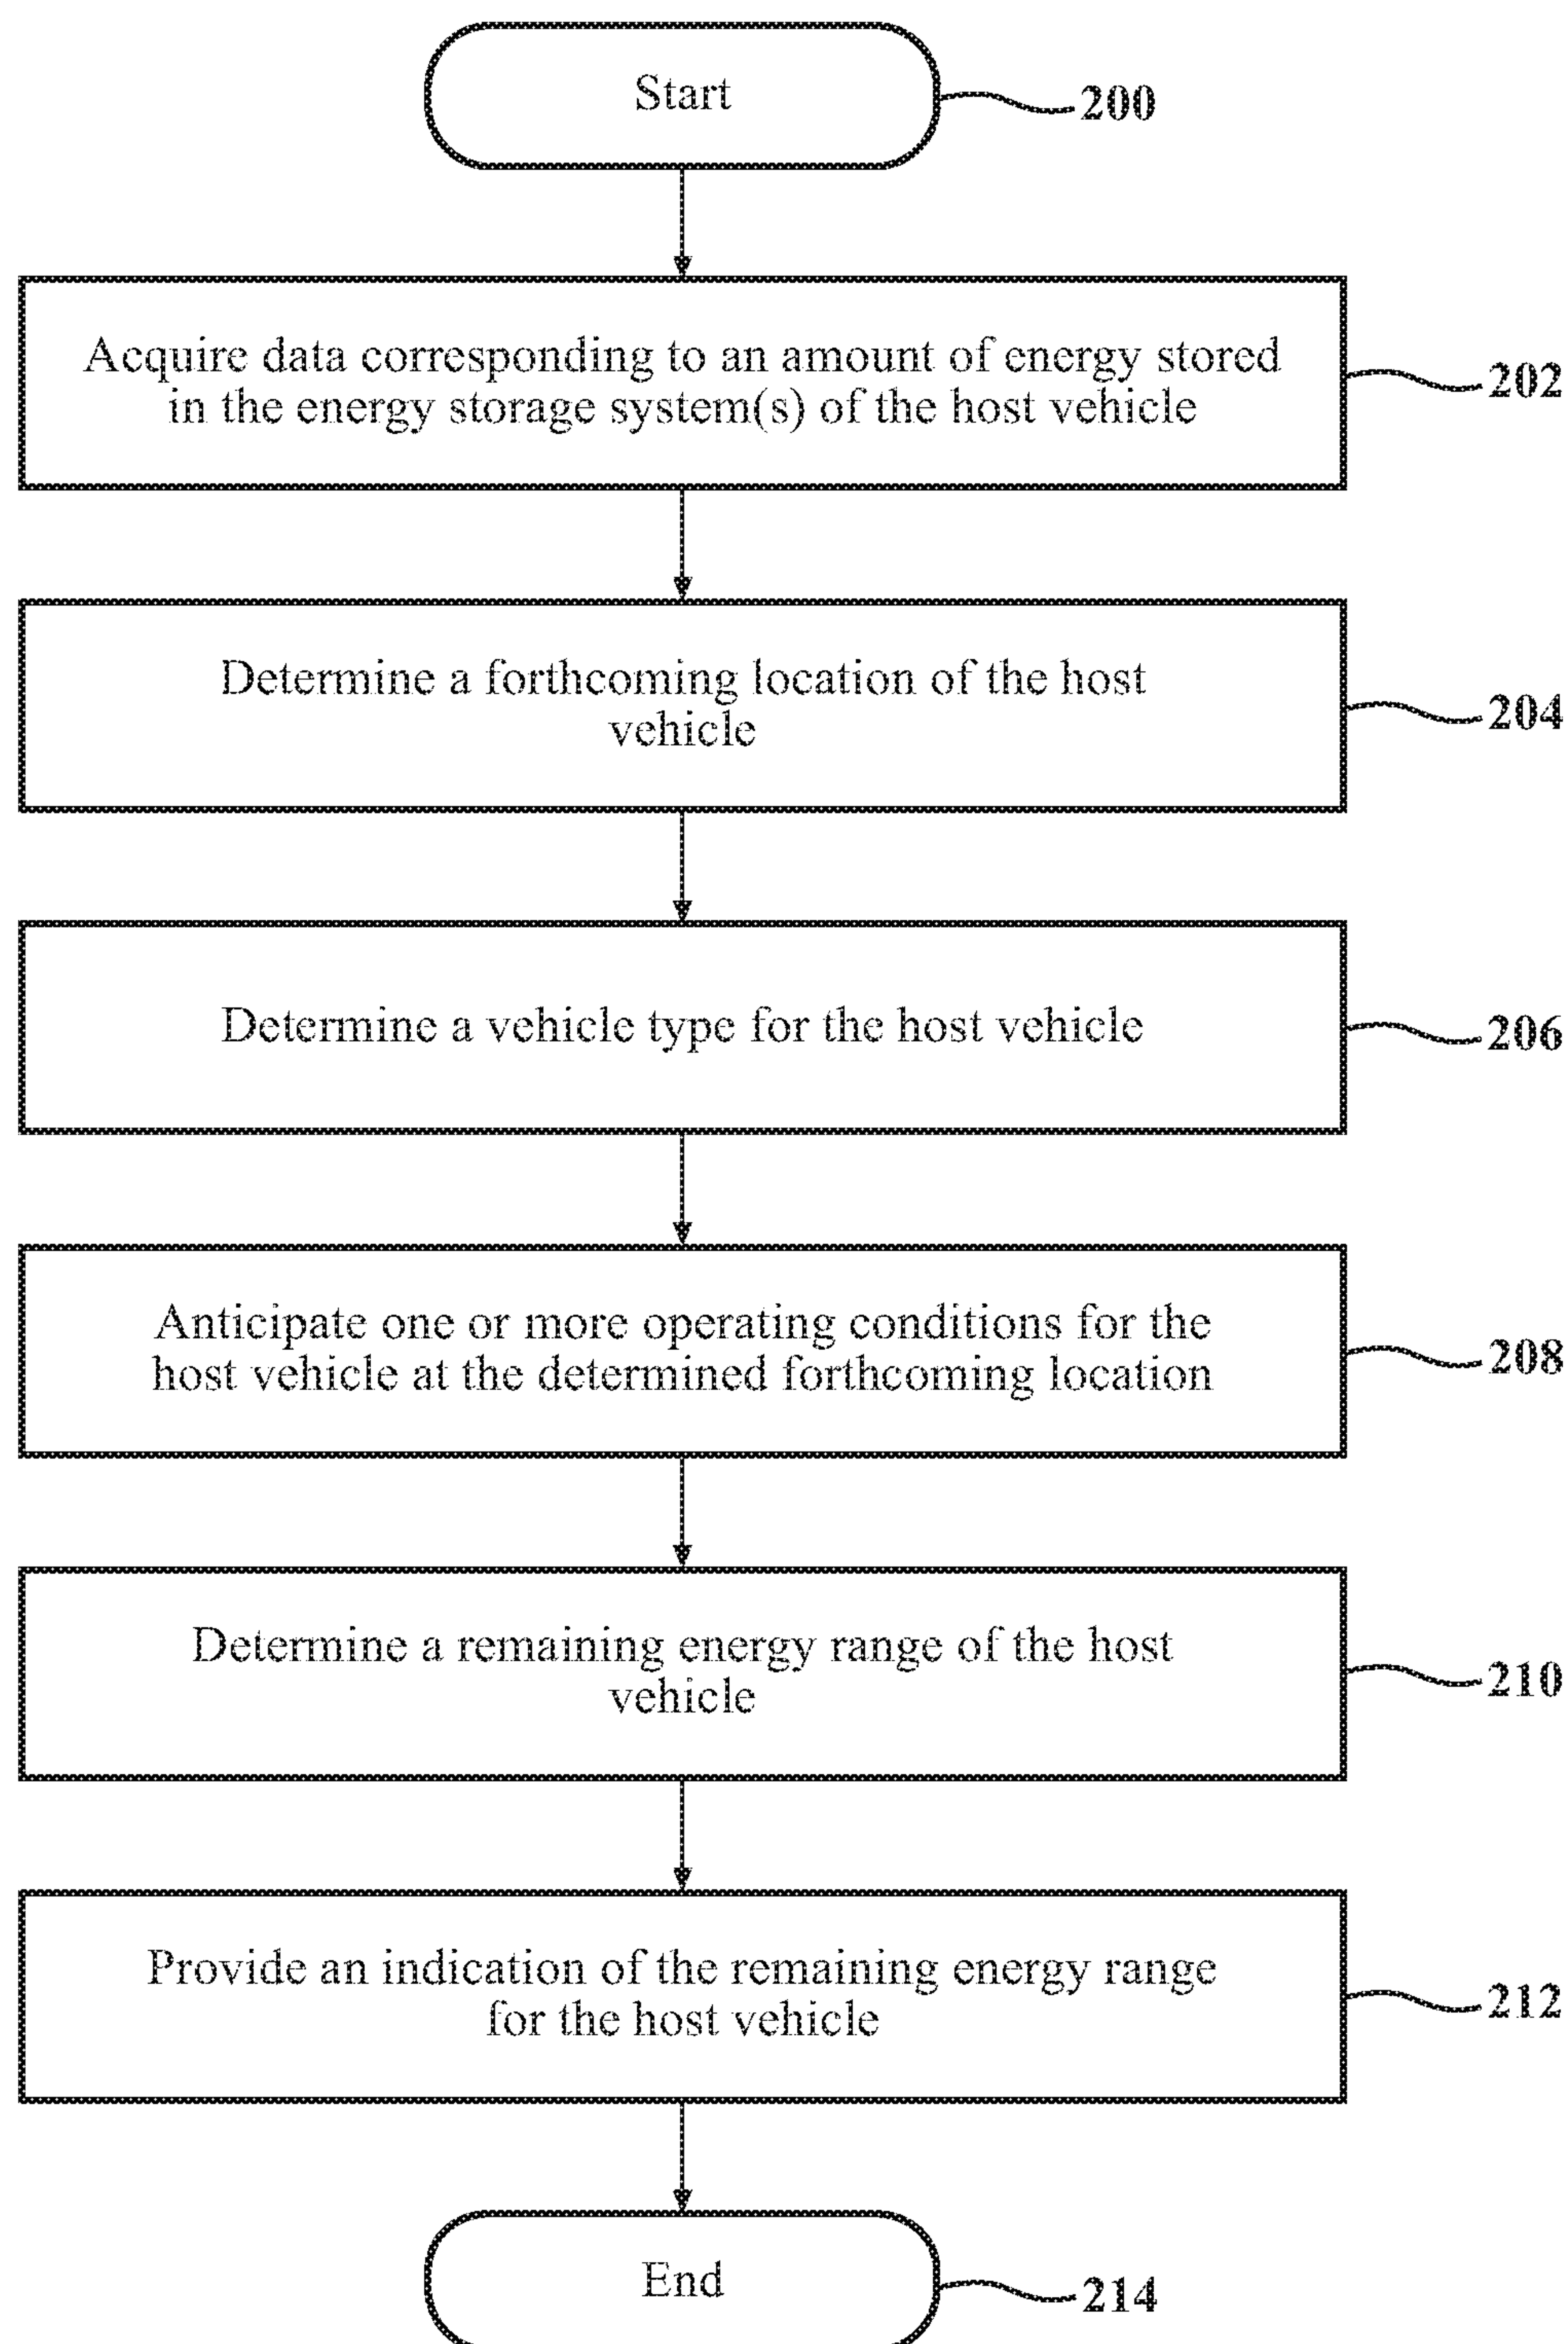 Start
200
Acquire data corresponding to an amount of energy stored
in the energy storage system(s) of the host vehicle
202
Determine a forthcoming location of the host
vehicle
204
Determine a vehicle type for the host vehicle
206
Anticipate one or more operating conditions for the
host vehicle at the determined forthcoming location
208
Determine a remaining energy range of the host
vehicle
210
Provide an indication of the remaining energy range
for the host vehicle
212
End
214